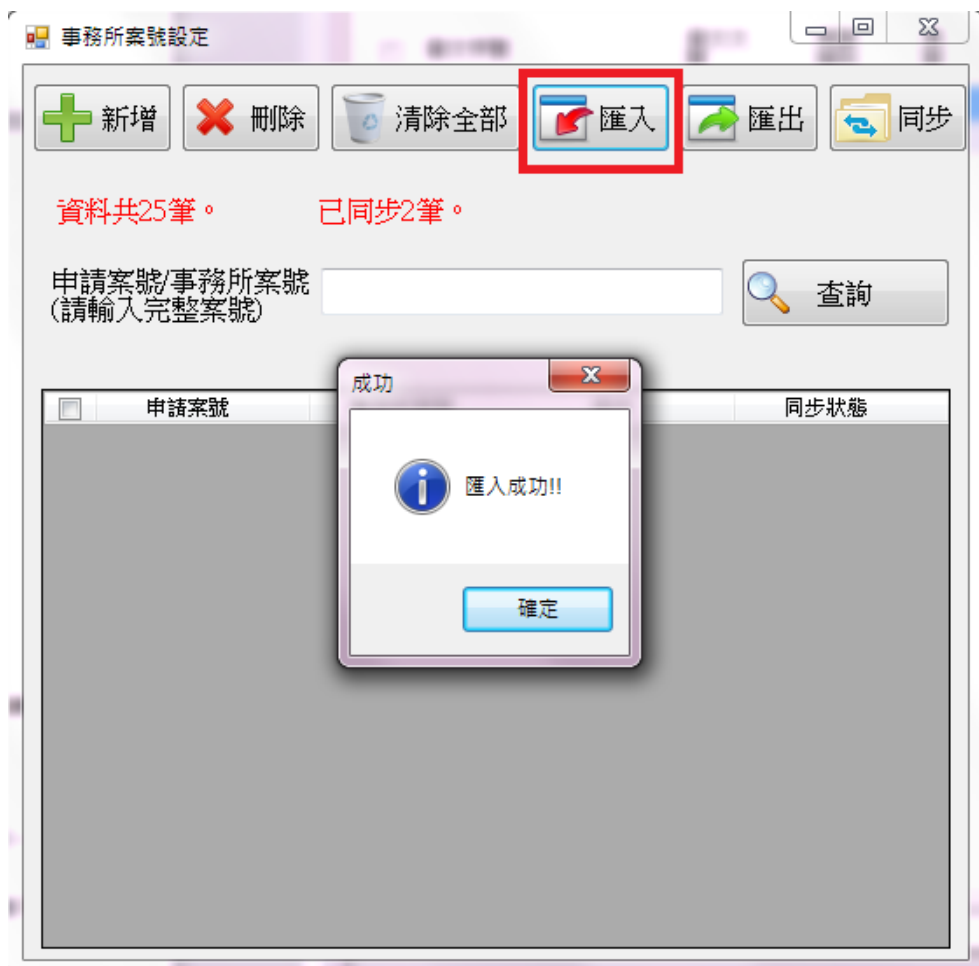 事務所案號設定
新增 刪除 清除全部 匯入 匯出 同步
資料共25筆。 已同步2筆。
申請案號/事務所案號
(請輸入完整案號)
查詢
成功
申請案號 同步狀態
匯入成功!!
確定